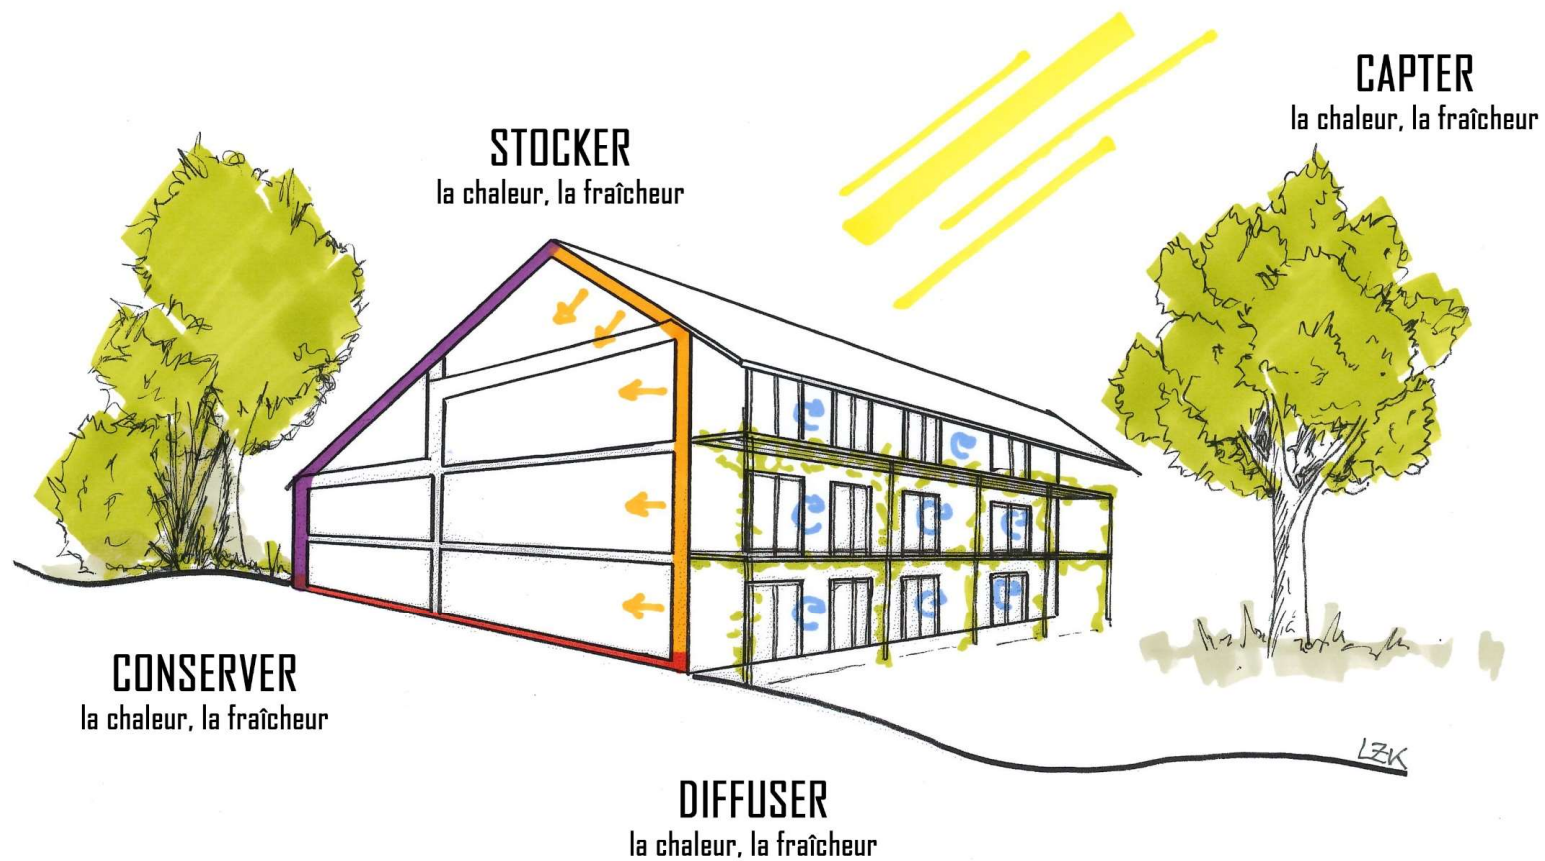 CAPTER
la chaleur, la fraîcheur
STOCKER
la chaleur, la fraîcheur
CONSERVER
la chaleur, la fraîcheur
LZK
DIFFUSER
la chaleur, la fraîcheur